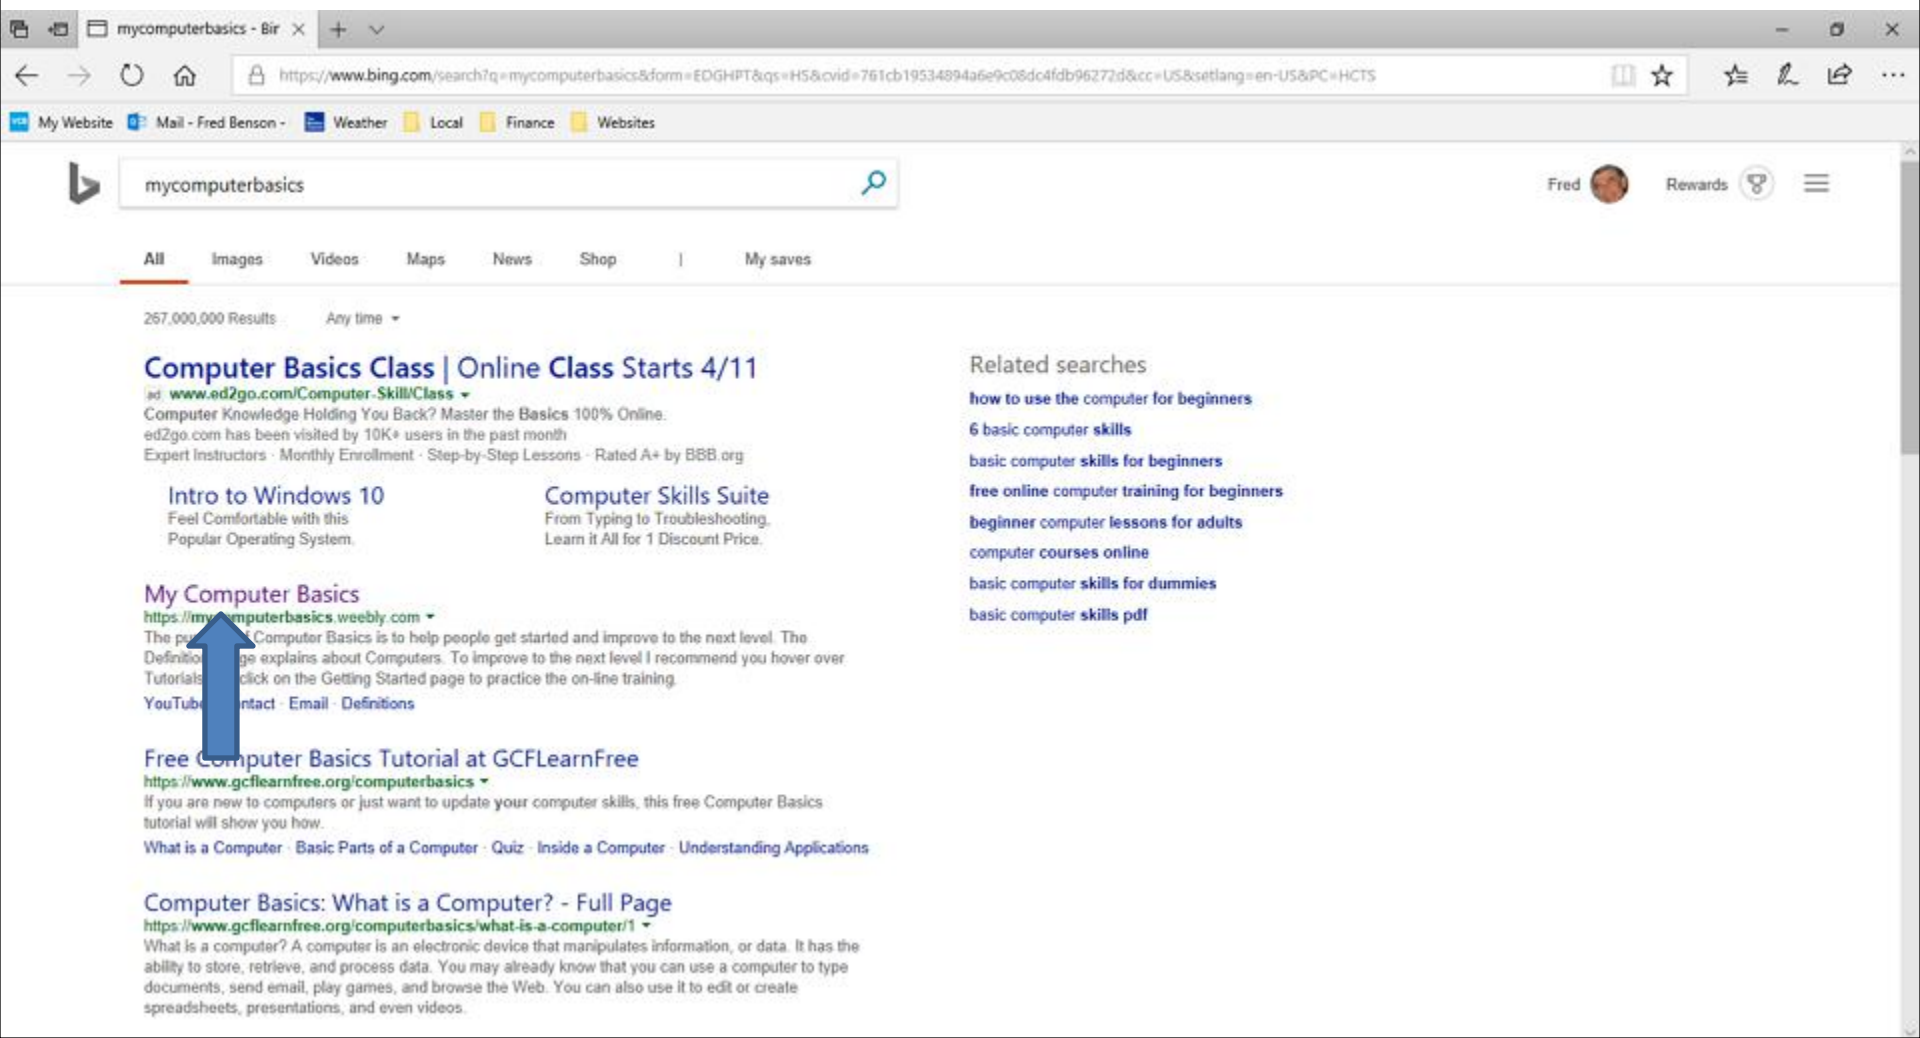 mycomputerbasics - Bin
https://www.bing.com/search?q=mycomputerbasics&form=EDGHPT&qs=HS&cvid=761cb19534894a6e9c08dc4fdb96272d&cc=US&setlang=en-US&PC=HCTS
My Website Mail - Fred Benson - Weather Local Finance Websites
mycomputerbasics
Fred Rewards
All Images Videos Maps News Shop | My saves
267,000,000 Results Any time
Computer Basics Class | Online Class Starts 4/11
ad www.ed2go.com/Computer-Skill/Class
Computer Knowledge Holding You Back? Master the Basics 100% Online.
ed2go.com has been visited by 10K+ users in the past month
Expert Instructors · Monthly Enrollment · Step-by-Step Lessons · Rated A+ by BBB.org
Intro to Windows 10
Feel Comfortable with this
Popular Operating System.
Computer Skills Suite
From Typing to Troubleshooting,
Learn it All for 1 Discount Price.
My Computer Basics
https://mycomputerbasics.weebly.com
The Computer Basics is to help people get started and improve to the next level. The
explains about Computers. To improve to the next level I recommend you hover over
Tutorials click on the Getting Started page to practice the on-line training.
YouTube · Contact · Email · Definitions
Free Computer Basics Tutorial at GCFLearnFree
https://www.gcflearnfree.org/computerbasics
If you are new to computers or just want to update your computer skills, this free Computer Basics
tutorial will show you how.
What is a Computer · Basic Parts of a Computer · Quiz · Inside a Computer · Understanding Applications
Computer Basics: What is a Computer? - Full Page
https://www.gcflearnfree.org/computerbasics/what-is-a-computer/1
What is a computer? A computer is an electronic device that manipulates information, or data. It has the
ability to store, retrieve, and process data. You may already know that you can use a computer to type
documents, send email, play games, and browse the Web. You can also use it to edit or create
spreadsheets, presentations, and even videos.
Related searches
how to use the computer for beginners
6 basic computer skills
basic computer skills for beginners
free online computer training for beginners
beginner computer lessons for adults
computer courses online
basic computer skills for dummies
basic computer skills pdf